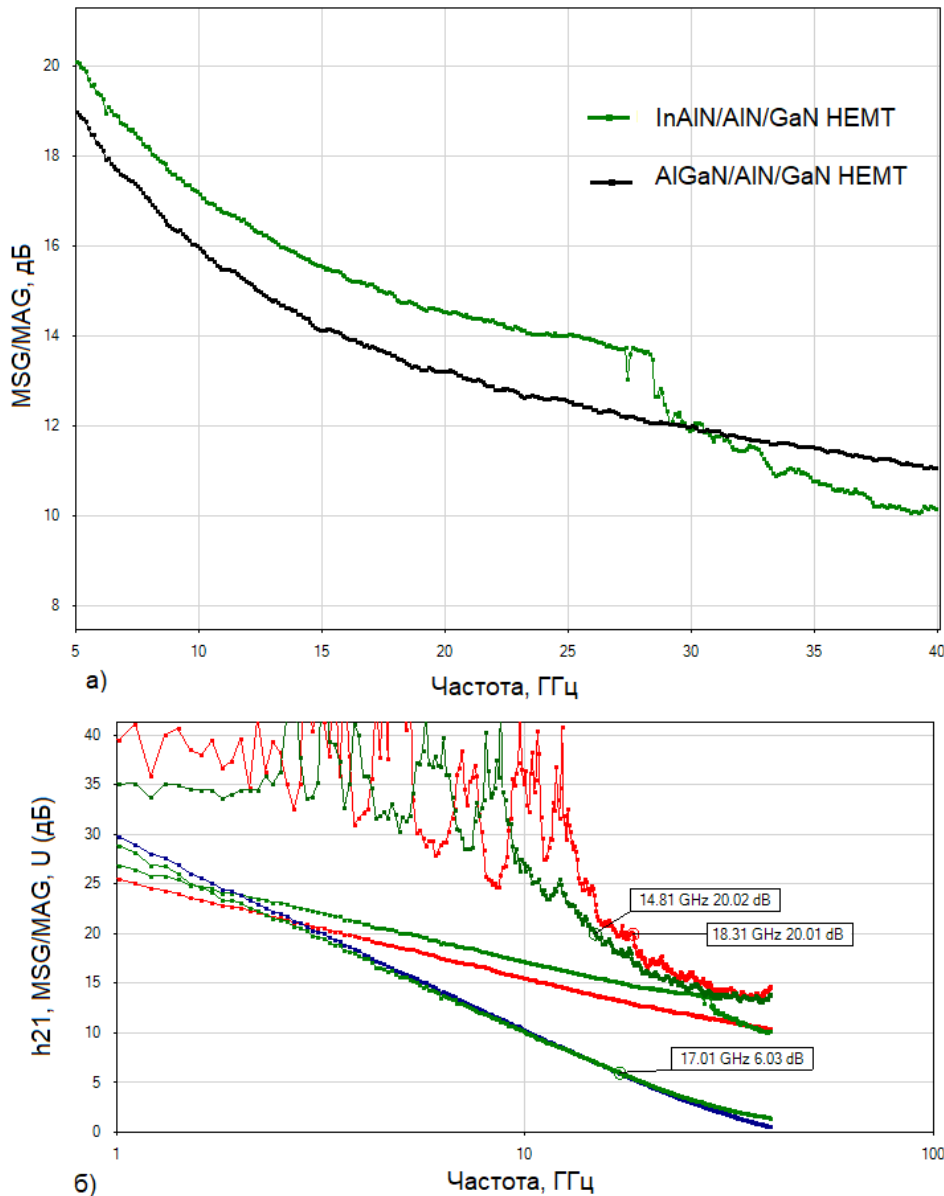 20
18
16
14
12
10
8
MSG/MAG, дБ
InAlN/AlN/GaN HEMT
AlGaN/AlN/GaN HEMT
5 10 15 20 25 30 35 40
а)
Частота, ГГц
40
35
30
25
20
15
10
5
0
h21, MSG/MAG, U (дБ)
14.81 GHz 20.02 dB
18.31 GHz 20.01 dB
17.01 GHz 6.03 dB
1 10 100
Частота, ГГц
б)